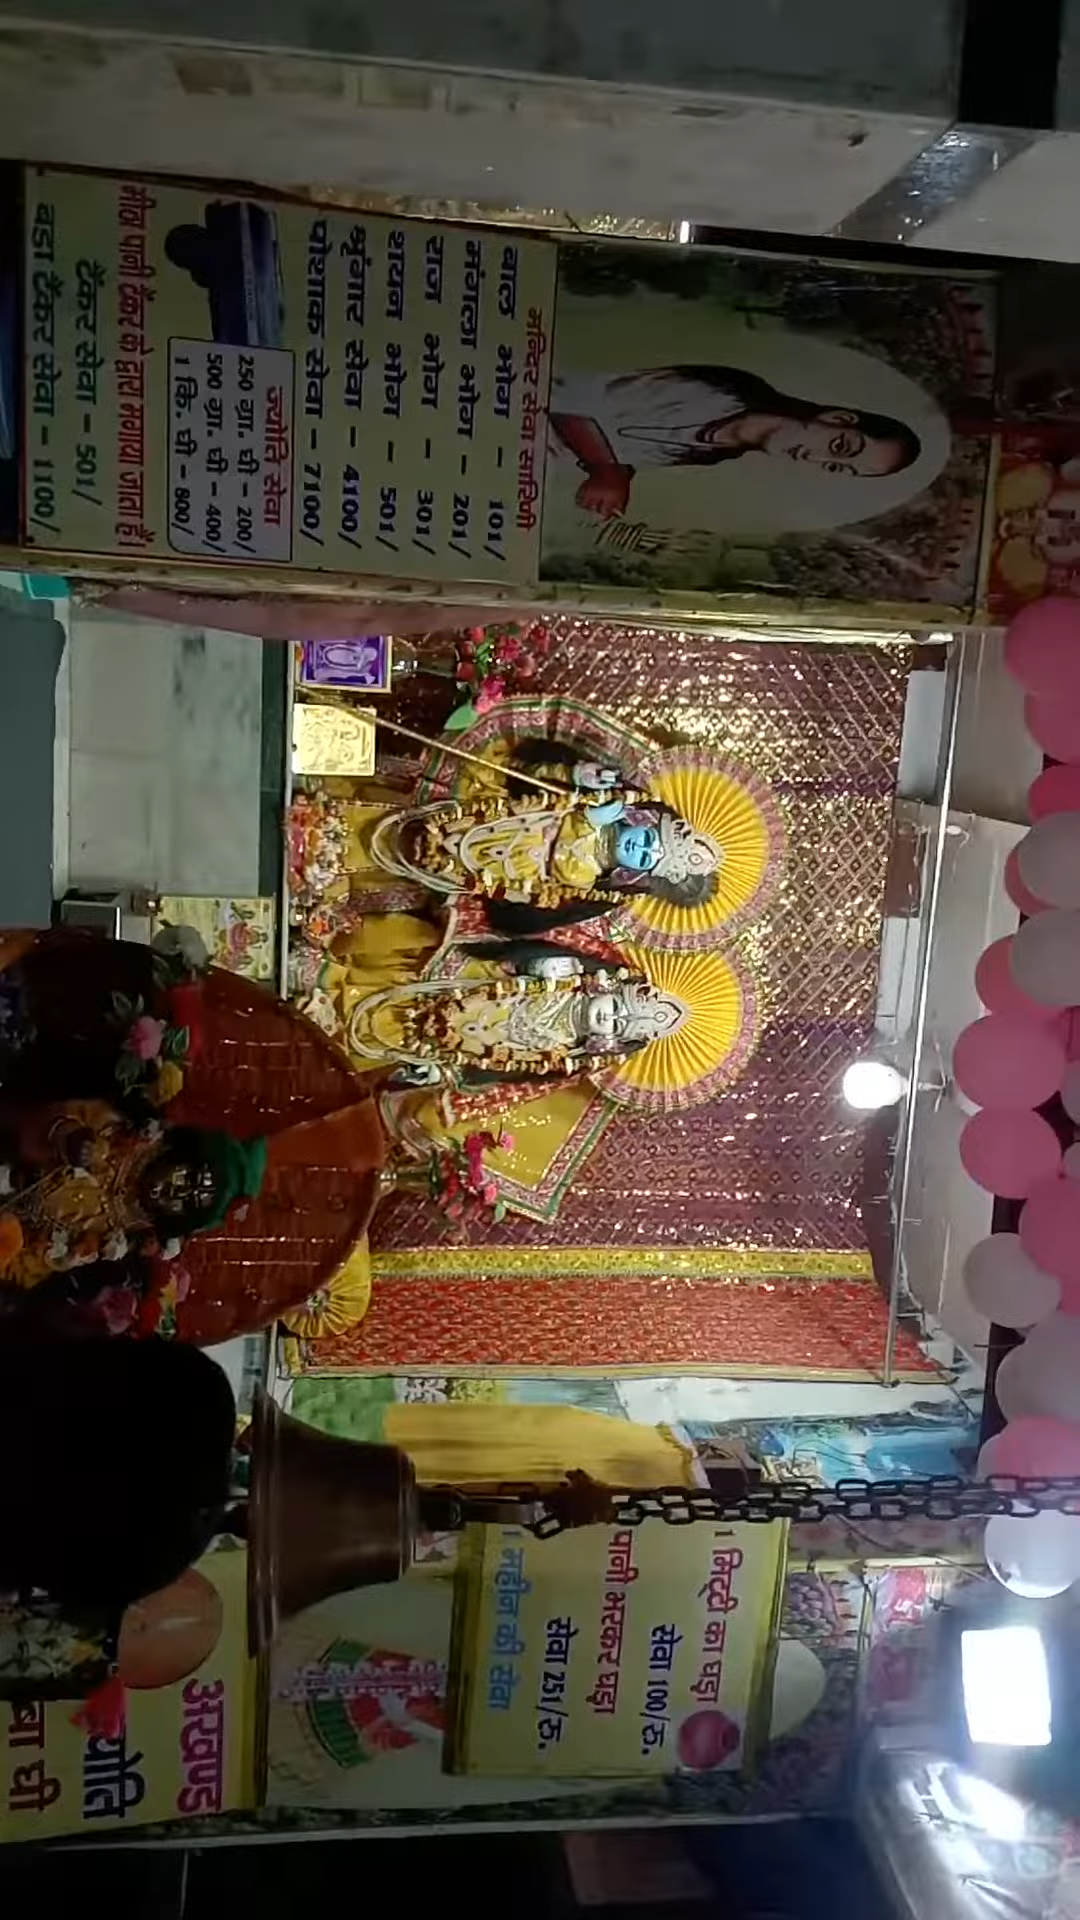 मन्दिर सेवा सारिणी
बाल भोग – 101/
मंगला भोग – 201/
राज भोग – 301/
शयन भोग – 501/
श्रृंगार सेवा – 4100/
पोशाक सेवा – 7100/
ज्योति सेवा
250 ग्रा. घी – 200/
500 ग्रा. घी – 400/
1 कि. घी – 800/
मीठा पानी टैंकर के द्वारा मंगाया जाता हैं।
टैंकर सेवा – 501/
बड़ा टैंकर सेवा – 1100/
1 मिट्टी का घड़ा
सेवा 100/रु.
पानी भरकर घड़ा
सेवा 251/रु.
1 महीन की सेवा
अखण्ड
घी